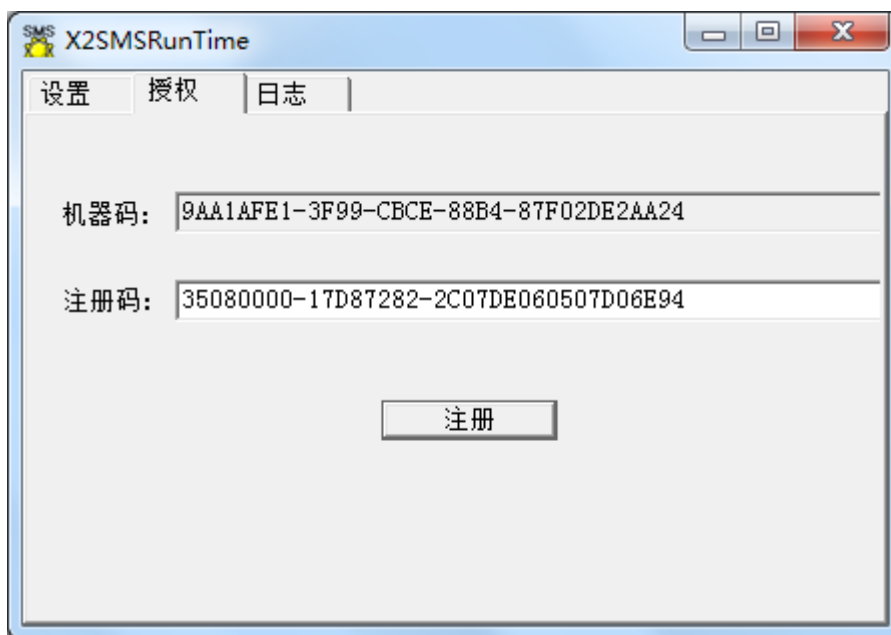 SMS
X2SMSRunTime
设置 授权 日志
机器码: 9AA1AFE1-3F99-CBCE-88B4-87F02DE2AA24
注册码: 35080000-17D87282-2C07DE060507D06E94
注册